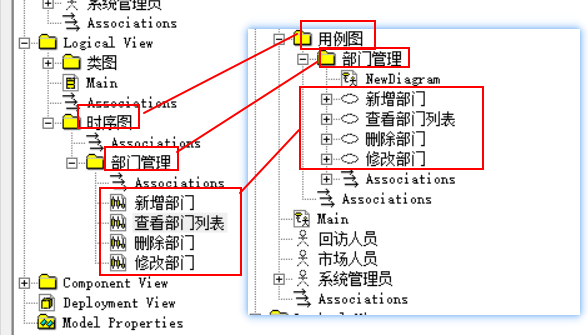 系统管理员
Associations
Logical View
类图
Main
Associations
时序图
Associations
部门管理
Associations
新增部门
查看部门列表
删除部门
修改部门
Component View
Deployment View
Model Properties
用例图
部门管理
NewDiagram
新增部门
查看部门列表
删除部门
修改部门
Associations
Associations
Main
回访人员
市场人员
系统管理员
Associations